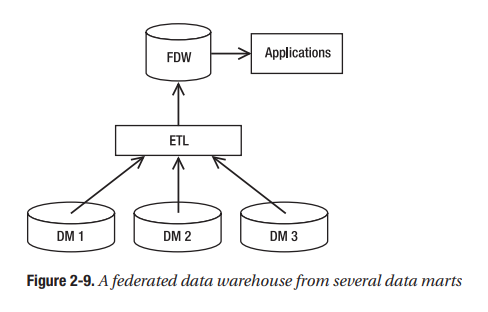 FDW
Applications
ETL
DM 1
DM 2
DM 3
Figure 2-9. A federated data warehouse from several data marts